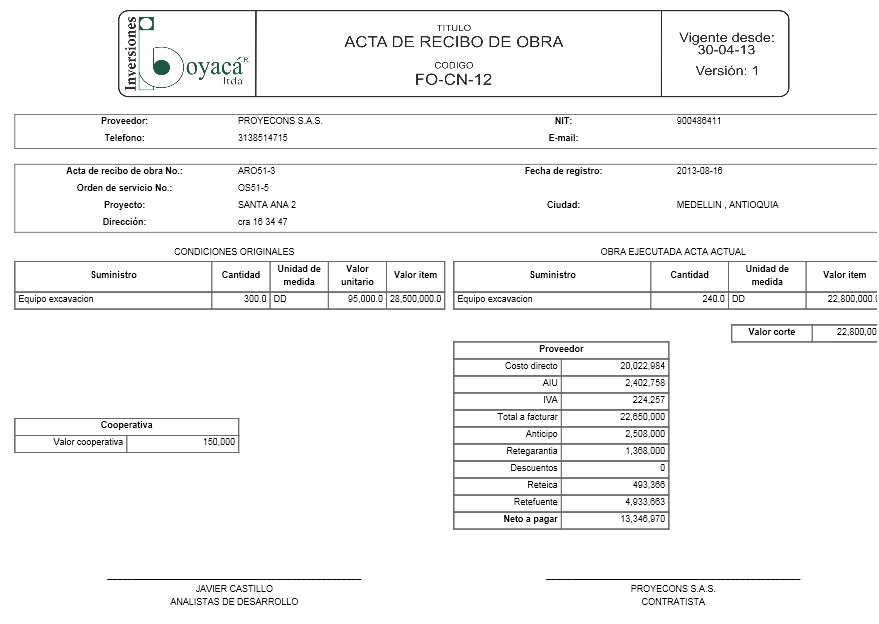 Inversiones
boyacá®
ltda
TITULO
ACTA DE RECIBO DE OBRA
CODIGO
FO-CN-12
Vigente desde:
30-04-13
Versión: 1
Proveedor: PROYECONS S.A.S. NIT: 900486411
Telefono: 3138514715 E-mail:
Acta de recibo de obra No.: ARO51-3 Fecha de registro: 2013-08-16
Orden de servicio No.: OS51-5
Proyecto: SANTA ANA 2 Ciudad: MEDELLIN , ANTIOQUIA
Dirección: cra 16 34 47
CONDICIONES ORIGINALES
Suministro Cantidad Unidad de medida Valor unitario Valor item
Equipo excavacion 300.0 DD 95,000.0 28,500,000.0
OBRA EJECUTADA ACTA ACTUAL
Suministro Cantidad Unidad de medida Valor item
Equipo excavacion 240.0 DD 22,800,000.0
Valor corte 22,800,00
Proveedor
Costo directo 20,022,984
AIU 2,402,758
IVA 224,257
Total a facturar 22,650,000
Anticipo 2,508,000
Retegarantia 1,368,000
Descuentos 0
Reteica 493,366
Retefuente 4,933,663
Neto a pagar 13,346,970
Cooperativa
Valor cooperativa 150,000
JAVIER CASTILLO
ANALISTAS DE DESARROLLO
PROYECONS S.A.S.
CONTRATISTA